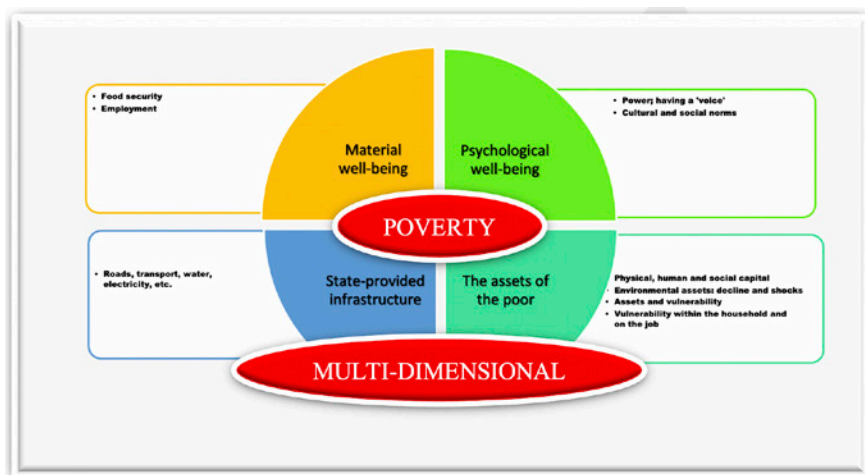 • Food security
• Employment
• Power; having a 'voice'
• Cultural and social norms
Material
well-being
Psychological
well-being
POVERTY
• Roads, transport, water,
electricity, etc.
State-provided
infrastructure
The assets
of the poor
Physical, human and social capital
• Environmental assets: decline and shocks
• Assets and vulnerability
• Vulnerability within the household and
on the job
MULTI-DIMENSIONAL